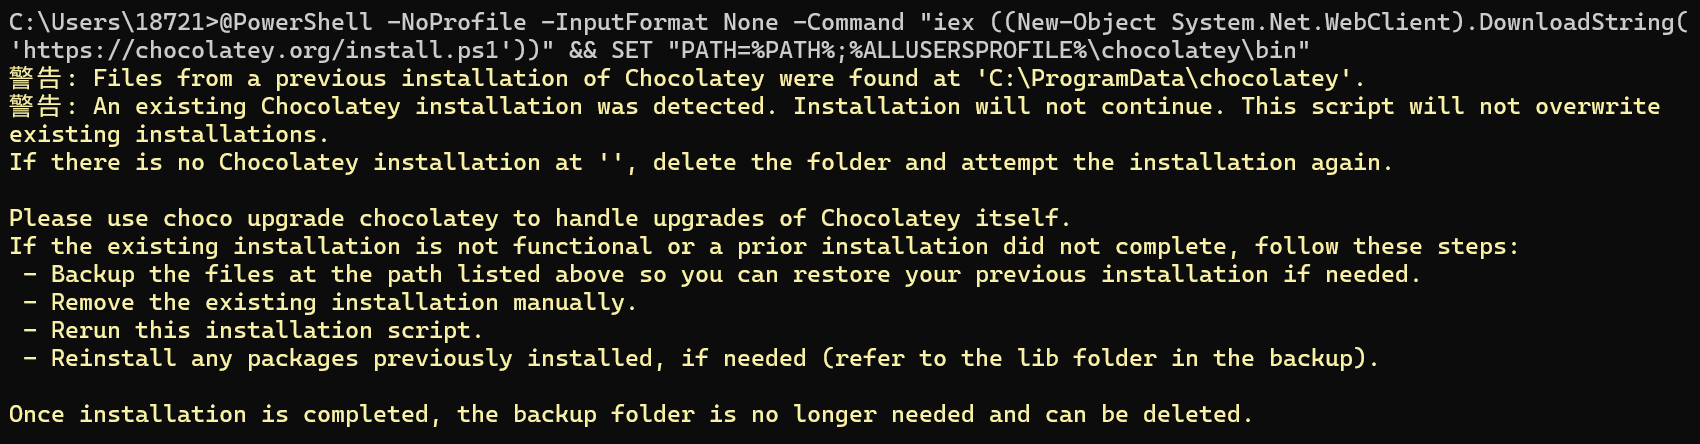 C:\Users\18721>@PowerShell -NoProfile -InputFormat None -Command "iex ((New-Object System.Net.WebClient).DownloadString(
'https://chocolatey.org/install.ps1'))" && SET "PATH=%PATH%;%ALLUSERSPROFILE%\chocolatey\bin"
警告: Files from a previous installation of Chocolatey were found at 'C:\ProgramData\chocolatey'.
警告: An existing Chocolatey installation was detected. Installation will not continue. This script will not overwrite
existing installations.
If there is no Chocolatey installation at '', delete the folder and attempt the installation again.

Please use choco upgrade chocolatey to handle upgrades of Chocolatey itself.
If the existing installation is not functional or a prior installation did not complete, follow these steps:
 - Backup the files at the path listed above so you can restore your previous installation if needed.
 - Remove the existing installation manually.
 - Rerun this installation script.
 - Reinstall any packages previously installed, if needed (refer to the lib folder in the backup).

Once installation is completed, the backup folder is no longer needed and can be deleted.